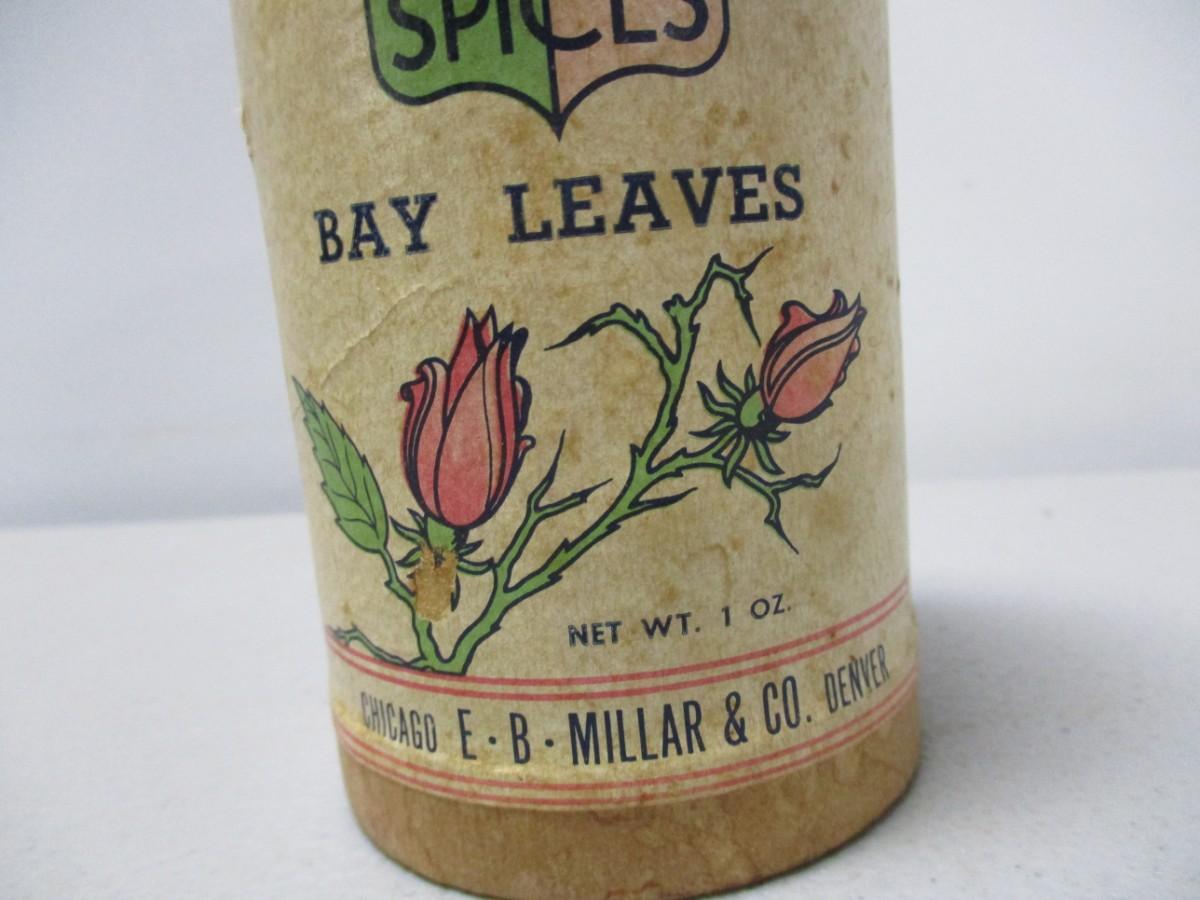 SPICES
BAY LEAVES
NET WT. 1 OZ.
CHICAGO E·B·MILLAR & CO. DENVER